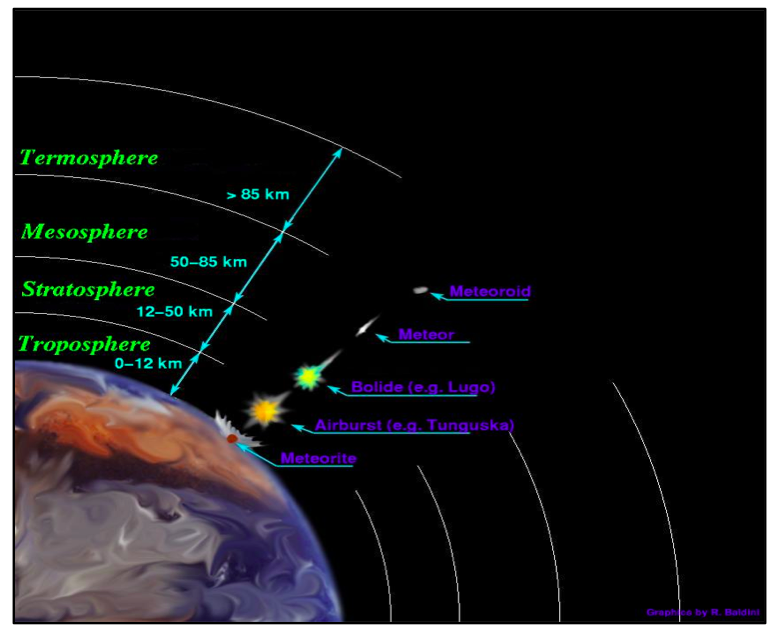 Termosphere
> 85 km
Mesosphere
50–85 km
Stratosphere
12–50 km
Troposphere
0–12 km
Meteoroid
Meteor
Bolide (e.g. Lugo)
Airburst (e.g. Tunguska)
Meteorite
Graphics by R. Baldini